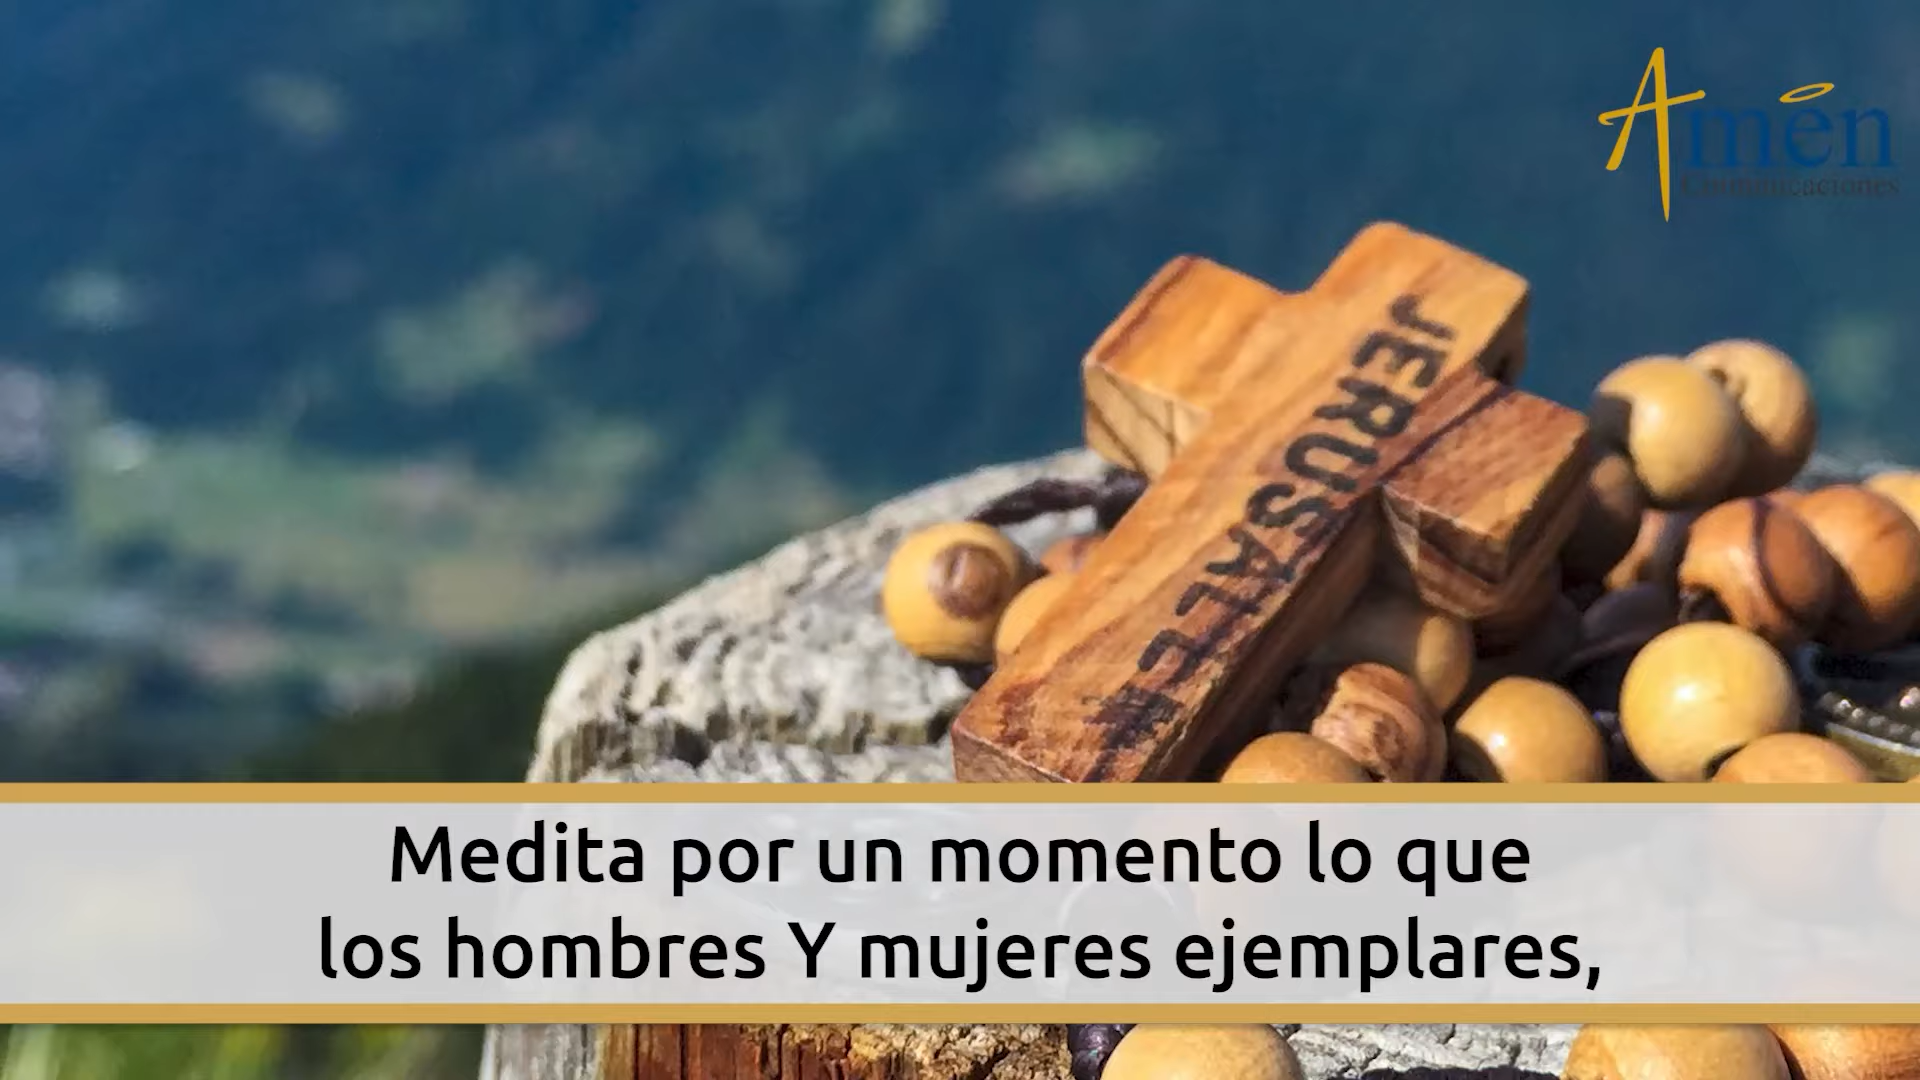 Amén
Comunicaciones
JERUSALEM
Medita por un momento lo que
los hombres Y mujeres ejemplares,